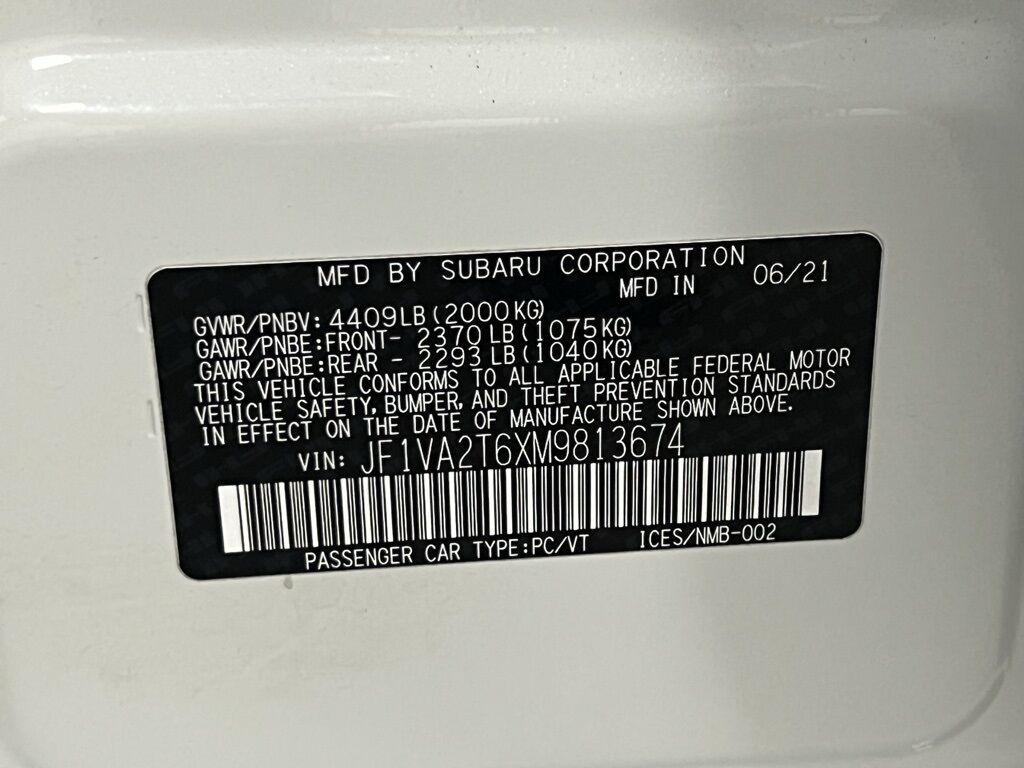 MFD BY SUBARU CORPORATION
MFD IN 06/21
GVWR/PNBV: 4409LB(2000KG)
GAWR/PNBE:FRONT- 2370LB(1075KG)
GAWR/PNBE:REAR - 2293LB(1040KG)
THIS VEHICLE CONFORMS TO ALL APPLICABLE FEDERAL MOTOR
VEHICLE SAFETY, BUMPER, AND THEFT PREVENTION STANDARDS
IN EFFECT ON THE DATE OF MANUFACTURE SHOWN ABOVE.
VIN: JF1VA2T6XM9813674
PASSENGER CAR TYPE:PC/VT ICES/NMB-002